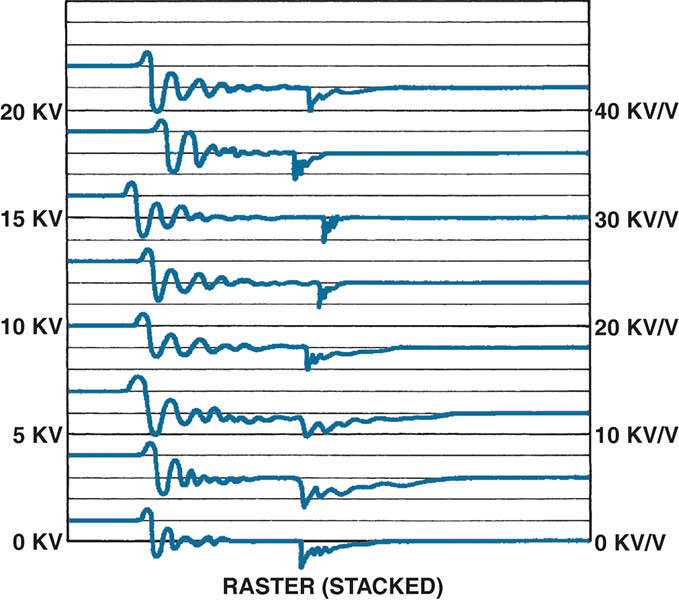 20 KV 40 KV/V
15 KV 30 KV/V
10 KV 20 KV/V
5 KV 10 KV/V
0 KV 0 KV/V
RASTER (STACKED)